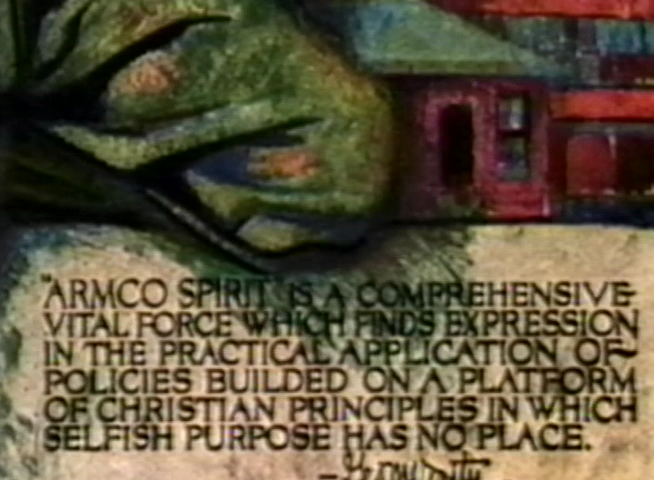 "ARMCO SPIRIT" IS A COMPREHENSIVE
VITAL FORCE WHICH FINDS EXPRESSION
IN THE PRACTICAL APPLICATION OF
POLICIES BUILDED ON A PLATFORM
OF CHRISTIAN PRINCIPLES IN WHICH
SELFISH PURPOSE HAS NO PLACE.